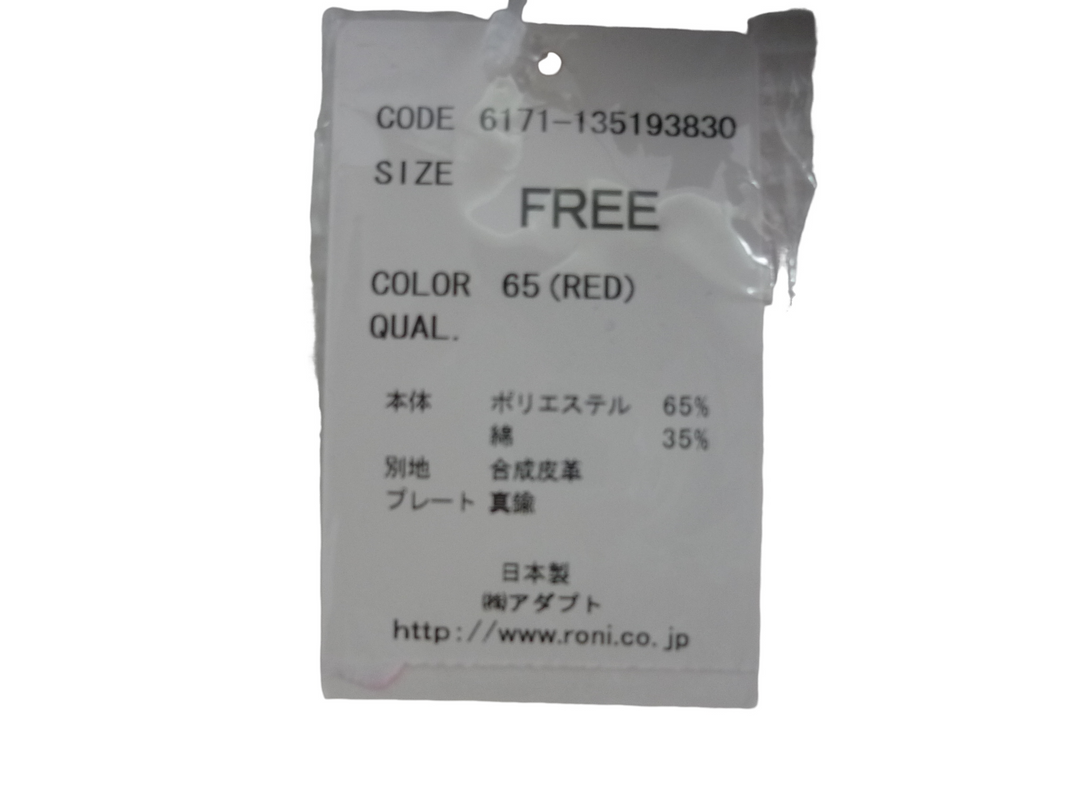 CODE 6171-135193830
SIZE
FREE
COLOR 65(RED)
QUAL.
本体 ポリエステル 65%
綿 35%
別地 合成皮革
プレート 真鍮
日本製
㈱アダプト
http://www.roni.co.jp